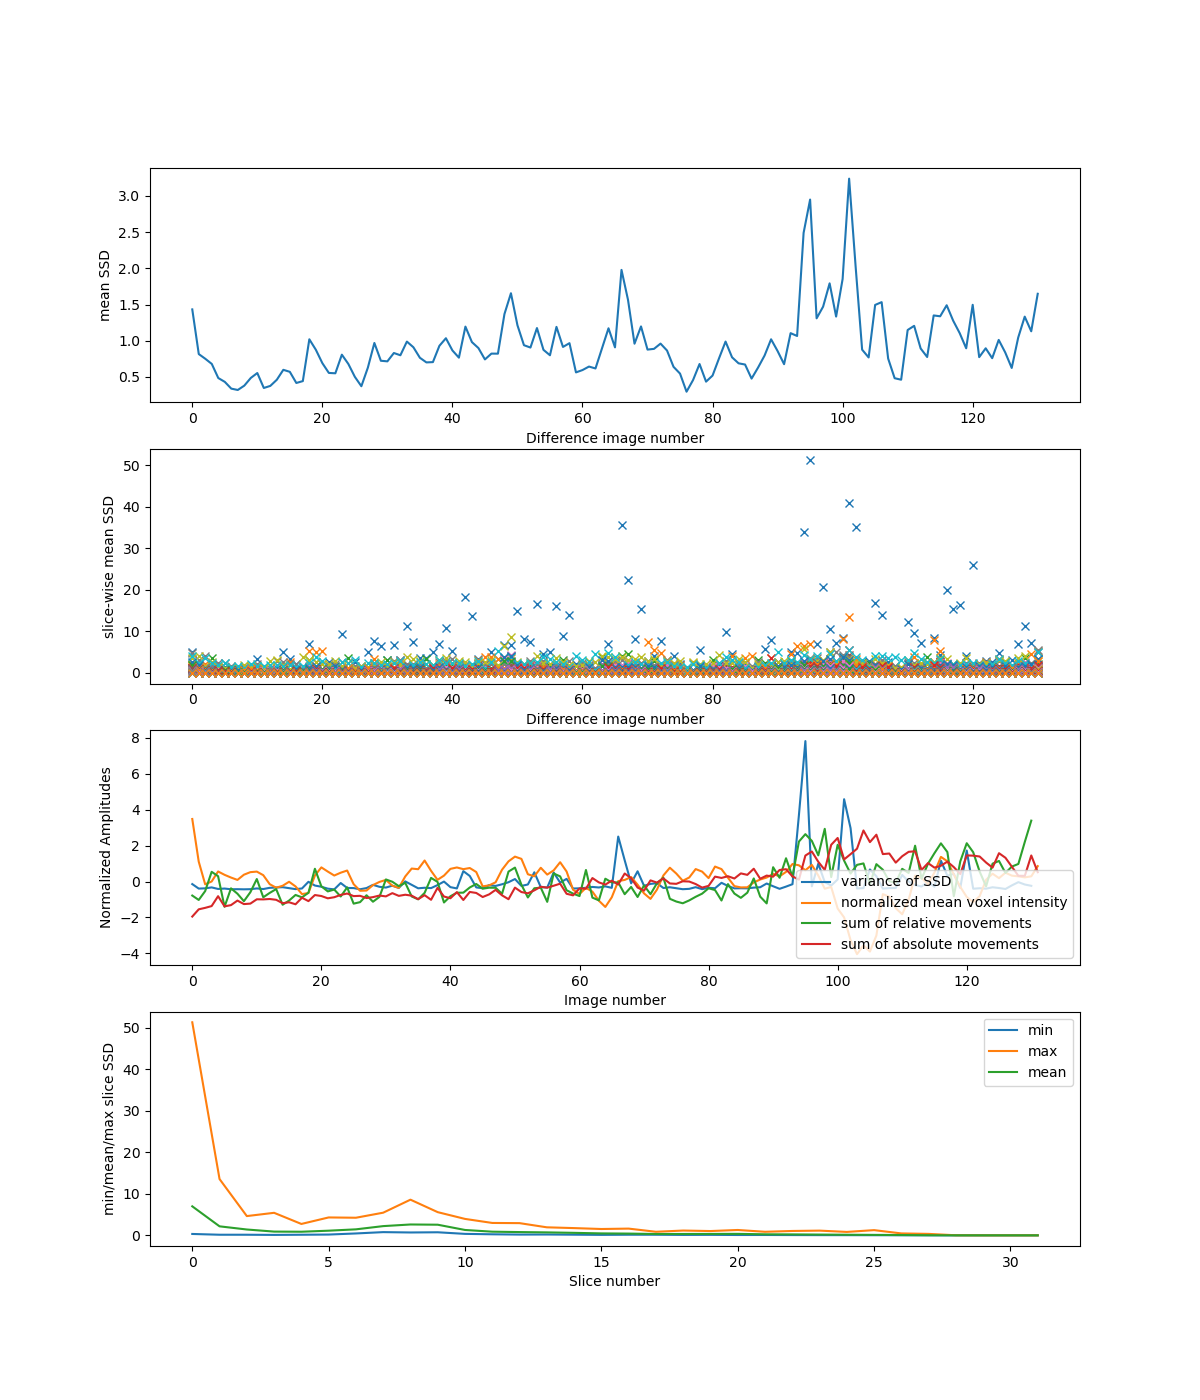 3.0
2.5
2.0
1.5
1.0
0.5
mean SSD
0 20 40 60 80 100 120
Difference image number
50
40
30
20
10
0
slice-wise mean SSD
0 20 40 60 80 100 120
Difference image number
8
6
4
2
0
−2
−4
Normalized Amplitudes
variance of SSD
normalized mean voxel intensity
sum of relative movements
sum of absolute movements
0 20 40 60 80 100 120
Image number
50
40
30
20
10
0
min/mean/max slice SSD
min
max
mean
0 5 10 15 20 25 30
Slice number